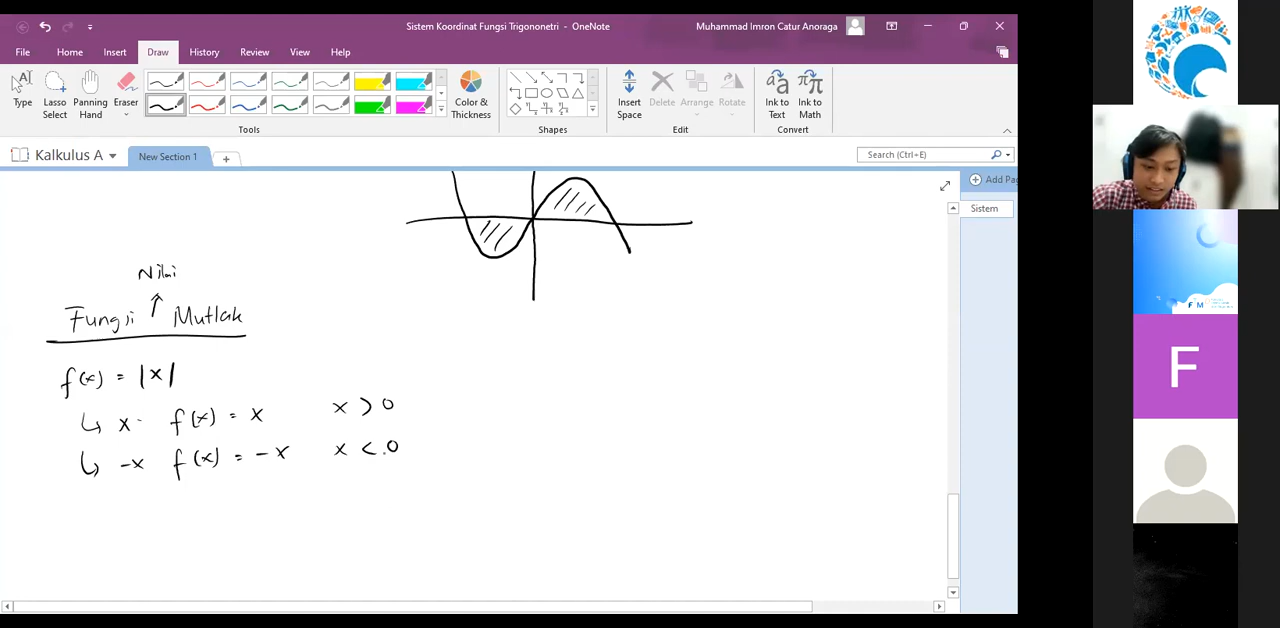 Sistem Koordinat Fungsi Trigononetri - OneNote
Muhammad Imron Catur Anoraga
File Home Insert Draw History Review View Help
Type
Lasso Select
Panning Hand
Eraser
Color & Thickness
Insert Space
Delete
Arrange
Rotate
Ink to Text
Ink to Math
Tools
Shapes
Edit
Convert
Kalkulus A
New Section 1
+
Search (Ctrl+E)
Add Pag
Sistem
Nilai
Fungsi ↑ Mutlak
f(x) = |x|
↳ x f(x) = x x > 0
↳ -x f(x) = -x x < 0
F